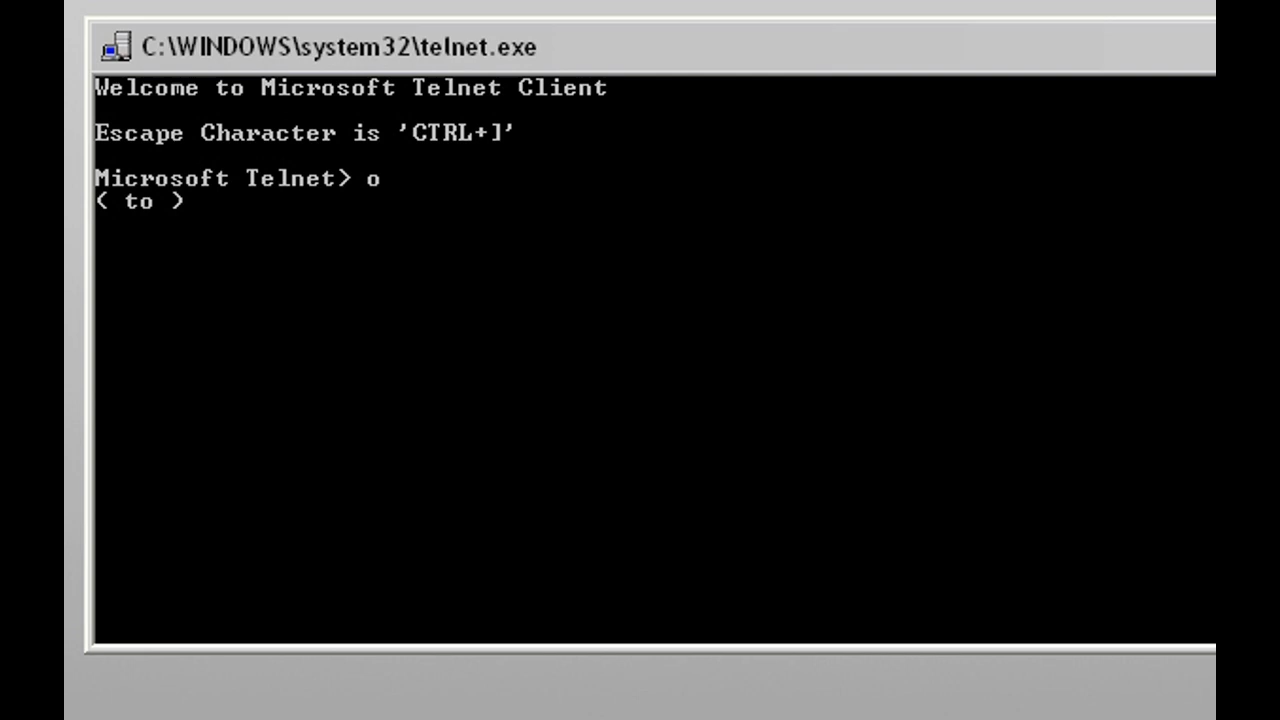 C:\WINDOWS\system32\telnet.exe
Welcome to Microsoft Telnet Client
Escape Character is 'CTRL+]'
Microsoft Telnet> o
( to )